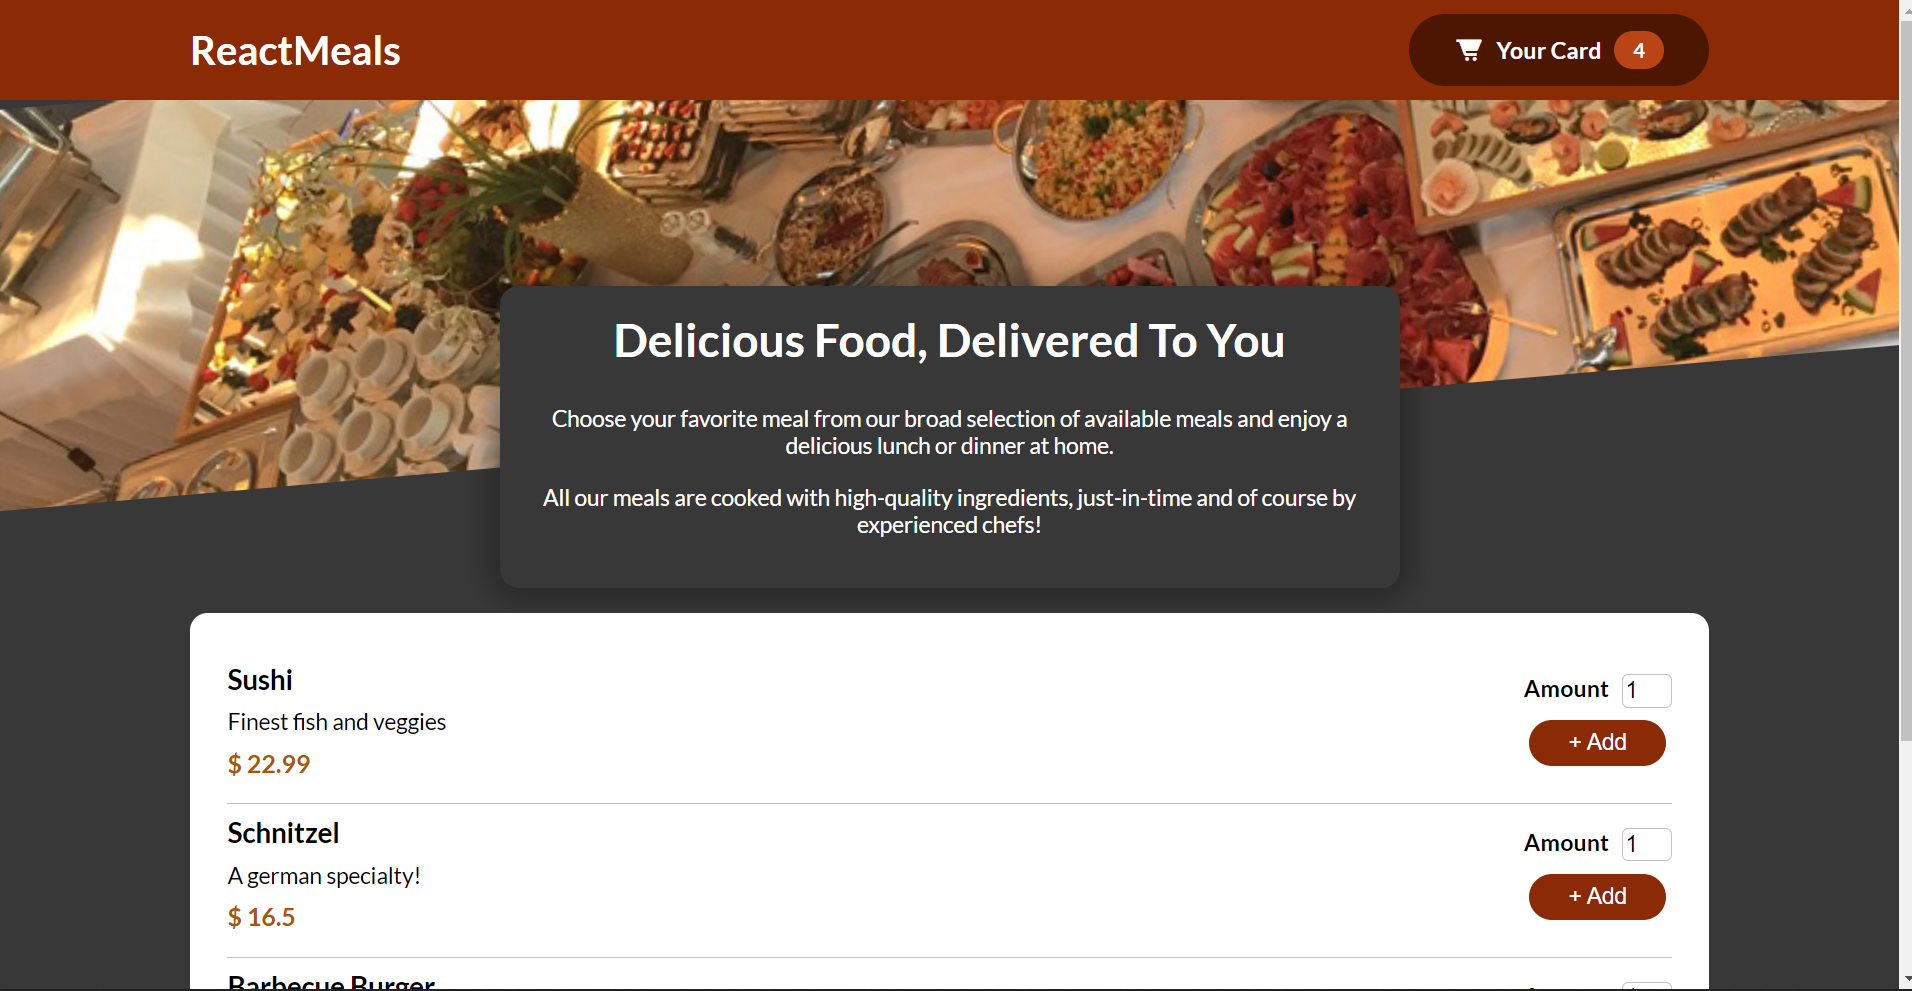 ReactMeals
Your Card 4
Delicious Food, Delivered To You
Choose your favorite meal from our broad selection of available meals and enjoy a
delicious lunch or dinner at home.
All our meals are cooked with high-quality ingredients, just-in-time and of course by
experienced chefs!
Sushi
Finest fish and veggies
$ 22.99
Amount 1
+ Add
Schnitzel
A german specialty!
$ 16.5
Amount 1
+ Add
Barbecue Burger